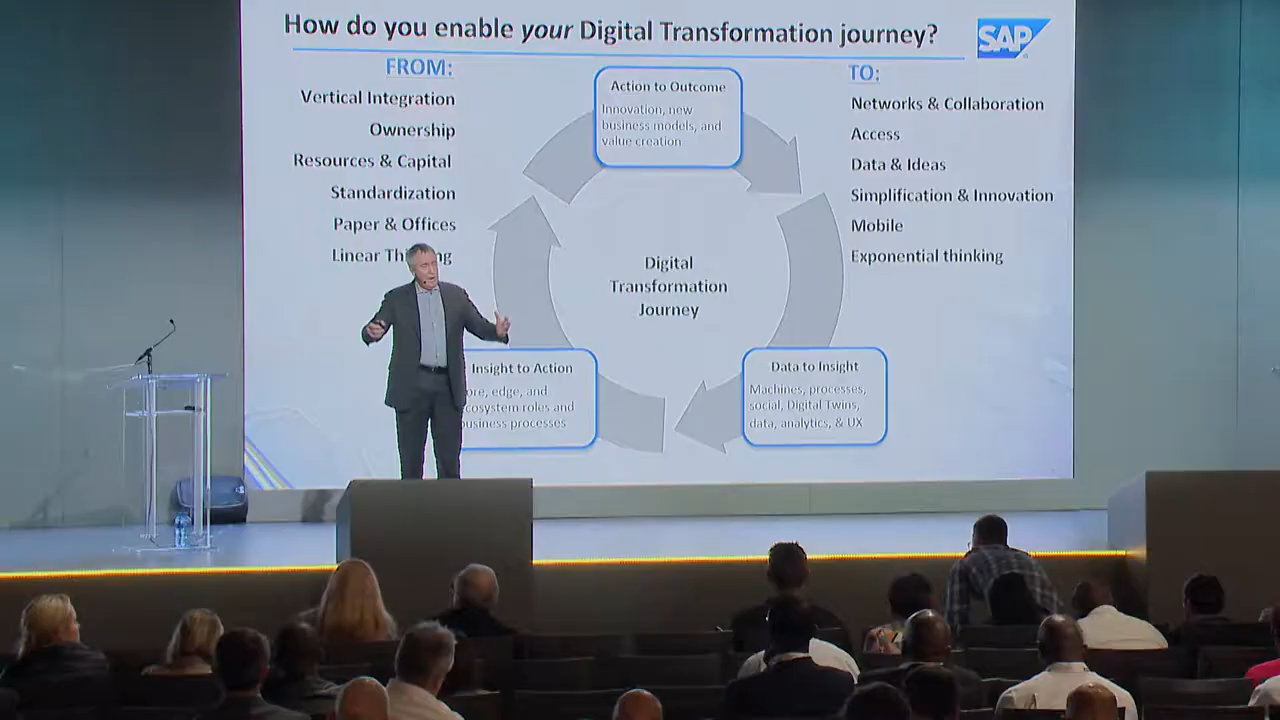 How do you enable your Digital Transformation journey?
SAP
FROM:
Vertical Integration
Ownership
Resources & Capital
Standardization
Paper & Offices
Linear
Action to Outcome
Innovation, new
business models, and
value creation
TO:
Networks & Collaboration
Access
Data & Ideas
Simplification & Innovation
Mobile
Exponential thinking
Digital
Transformation
Journey
Insight to Action
edge, and
roles and
processes
Data to Insight
Machines, processes,
social, Digital Twins,
data, analytics, & UX